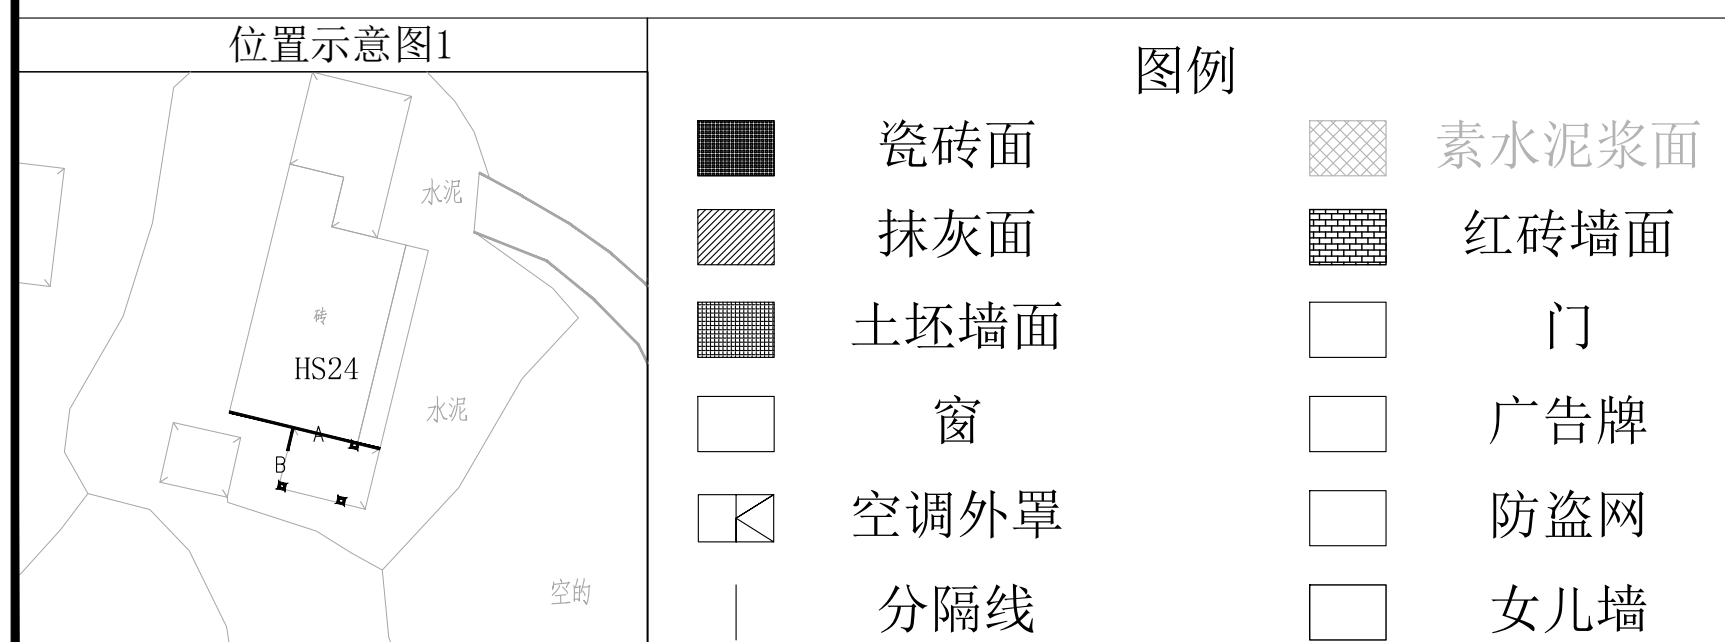 位置示意图1
水泥
砖
HS24
水泥
A
B
空的
图例
瓷砖面
素水泥浆面
抹灰面
红砖墙面
土坯墙面
门
窗
广告牌
空调外罩
防盗网
分隔线
女儿墙